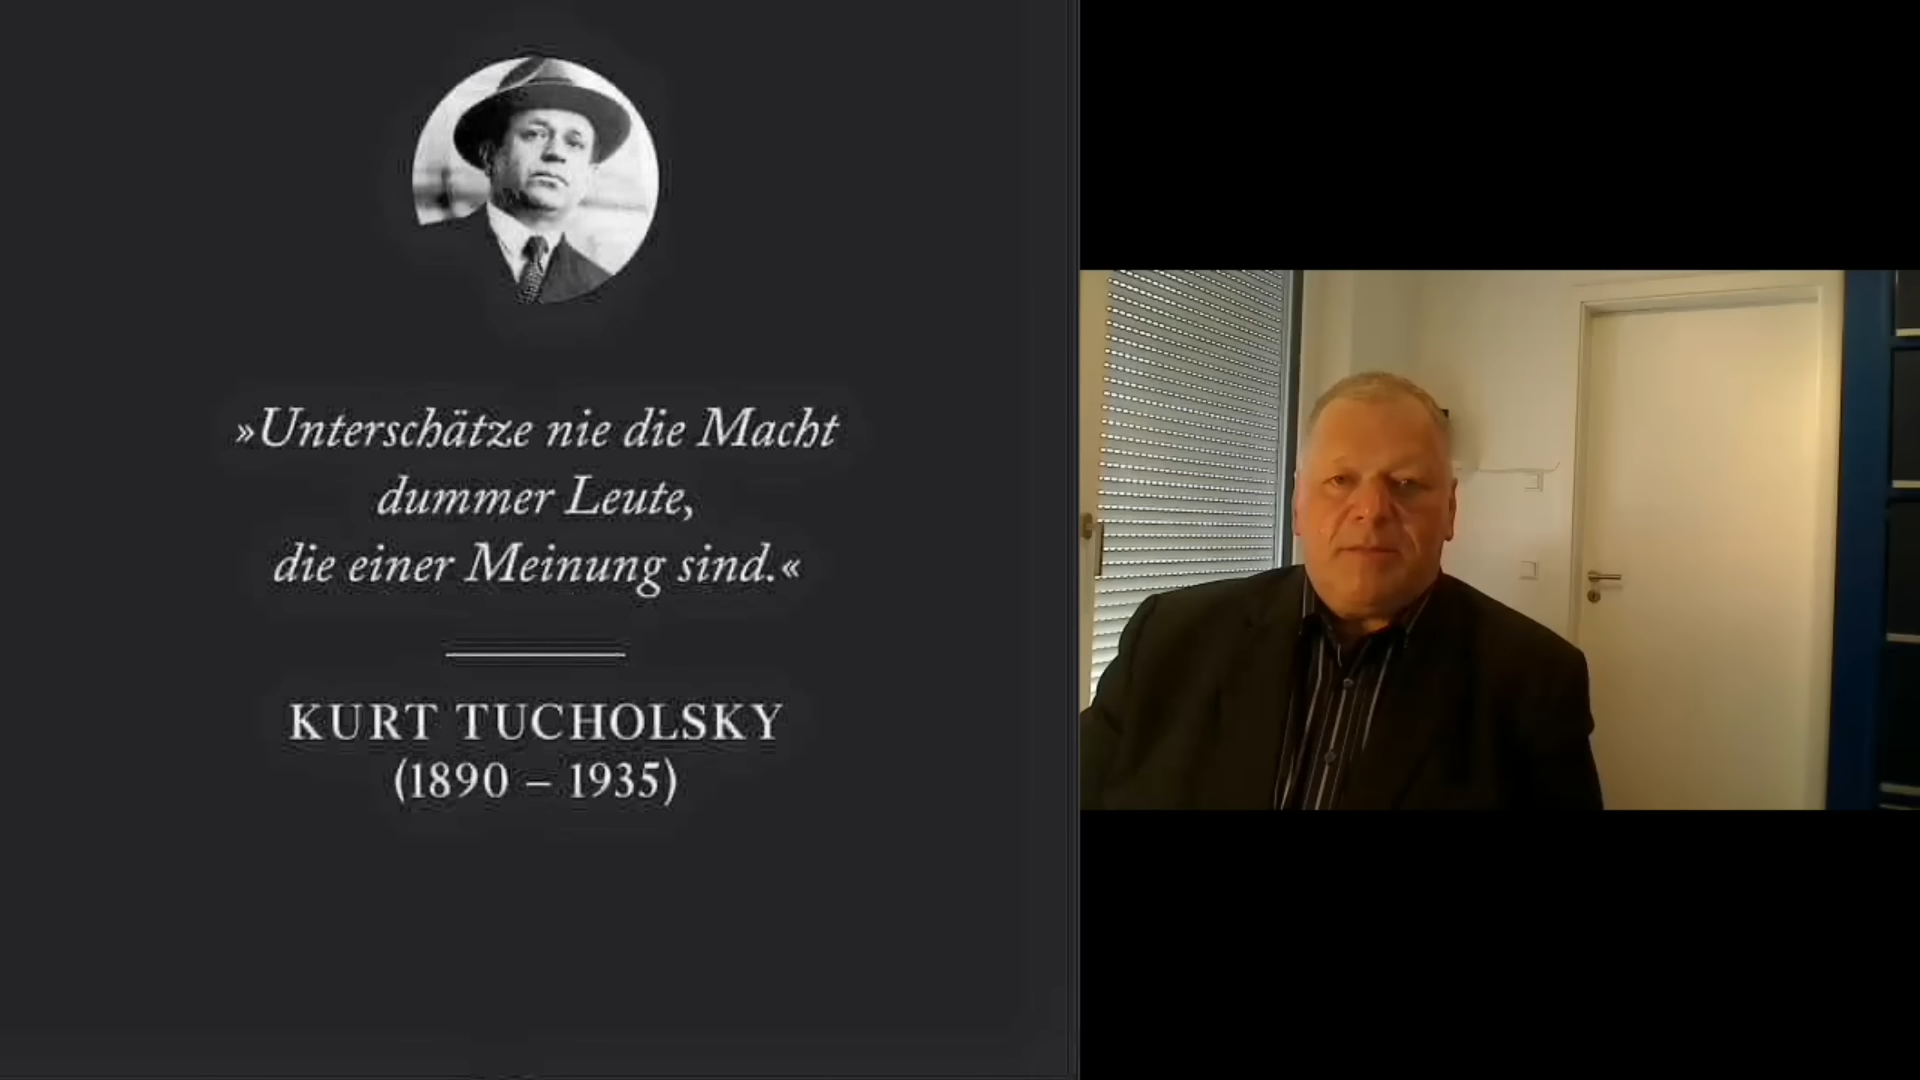 »Unterschätze nie die Macht
dummer Leute,
die einer Meinung sind.«
KURT TUCHOLSKY
(1890 – 1935)